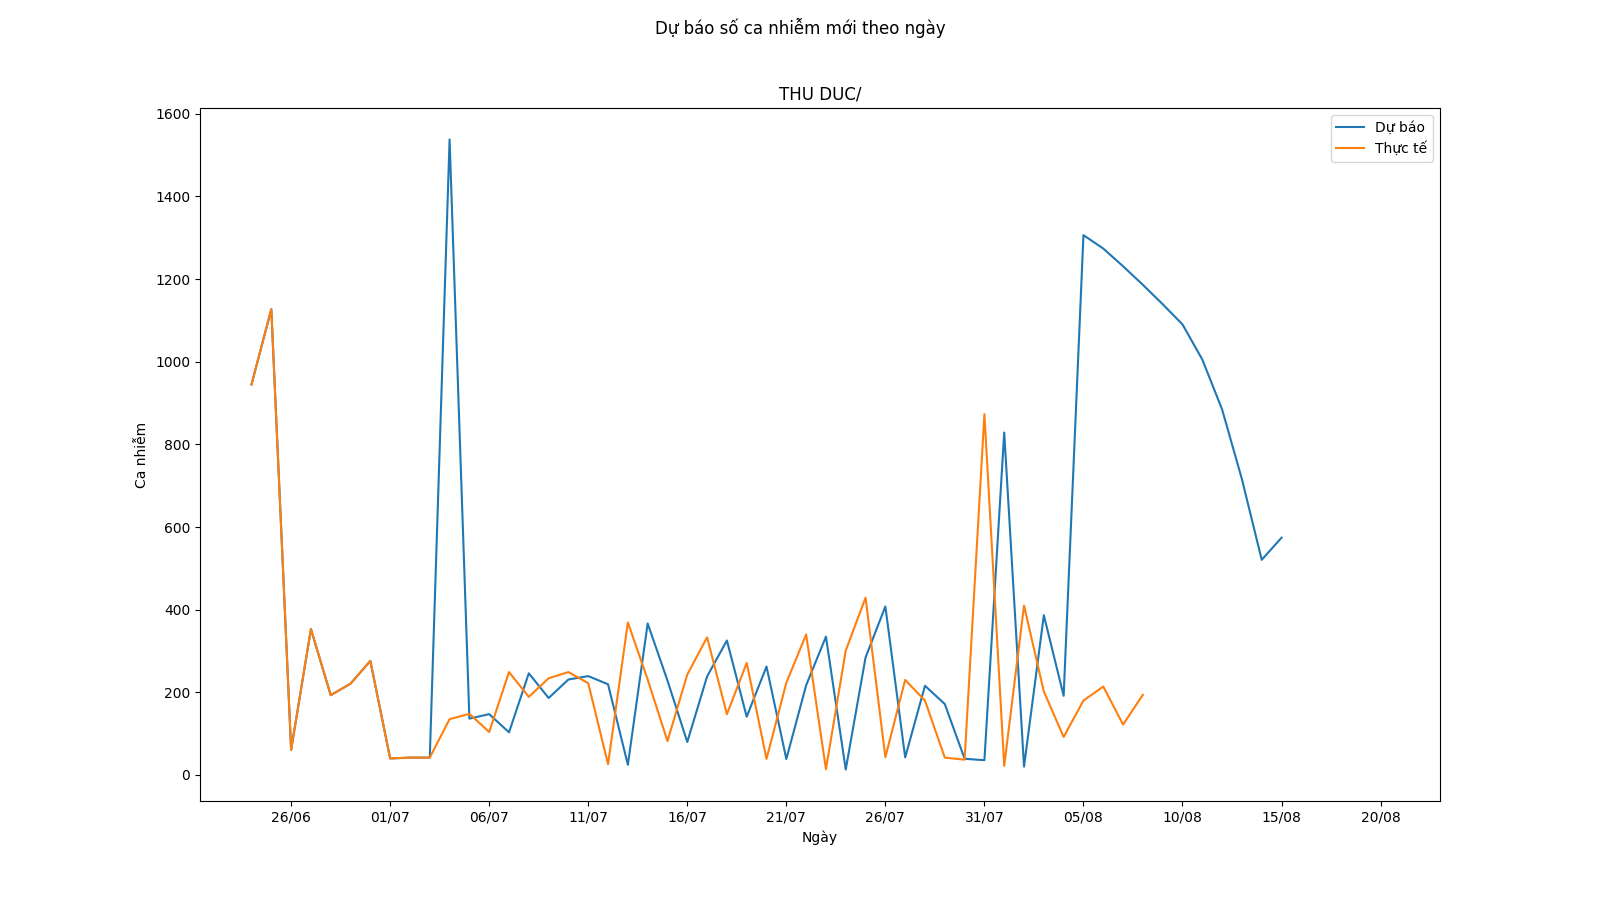 Dự báo số ca nhiễm mới theo ngày
THU DUC/
1600
1400
1200
1000
800
600
400
200
0
Ca nhiễm
Dự báo
Thực tế
26/06 01/07 06/07 11/07 16/07 21/07 26/07 31/07 05/08 10/08 15/08 20/08
Ngày